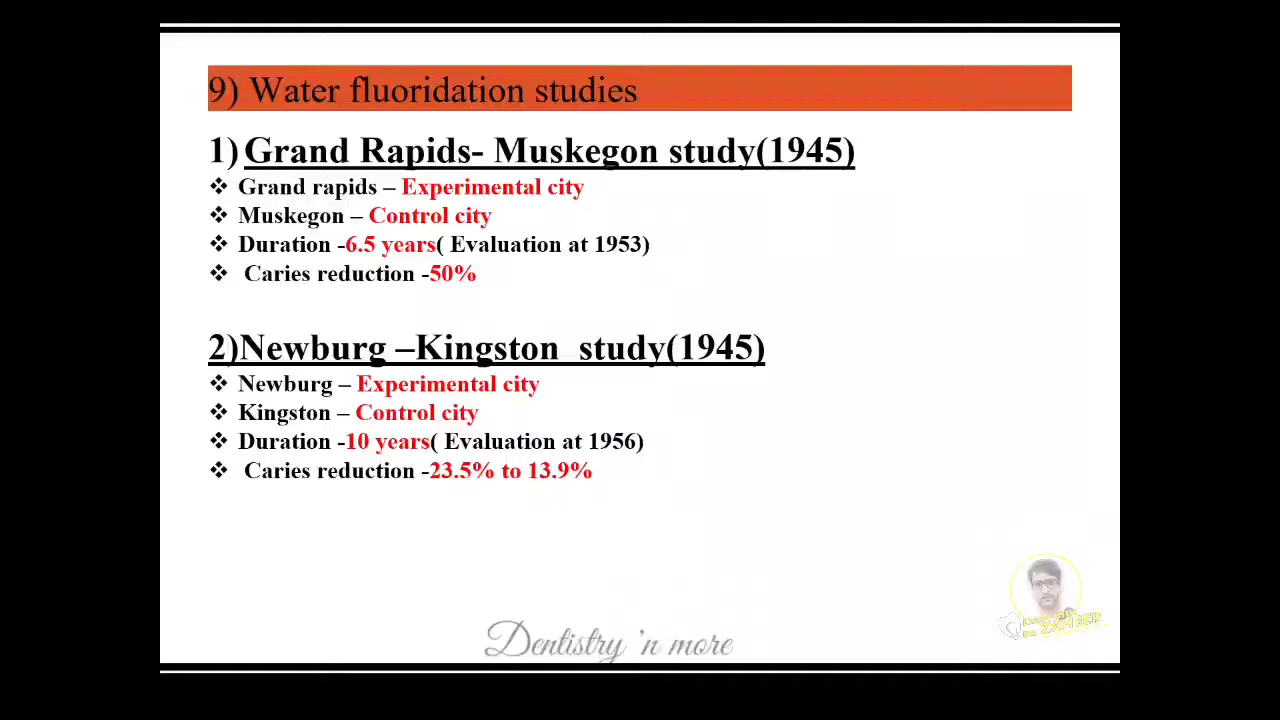 9) Water fluoridation studies
1) Grand Rapids- Muskegon study(1945)
❖ Grand rapids – Experimental city
❖ Muskegon – Control city
❖ Duration -6.5 years( Evaluation at 1953)
❖ Caries reduction -50%
2)Newburg –Kingston study(1945)
❖ Newburg – Experimental city
❖ Kingston – Control city
❖ Duration -10 years( Evaluation at 1956)
❖ Caries reduction -23.5% to 13.9%
Dentistry 'n more